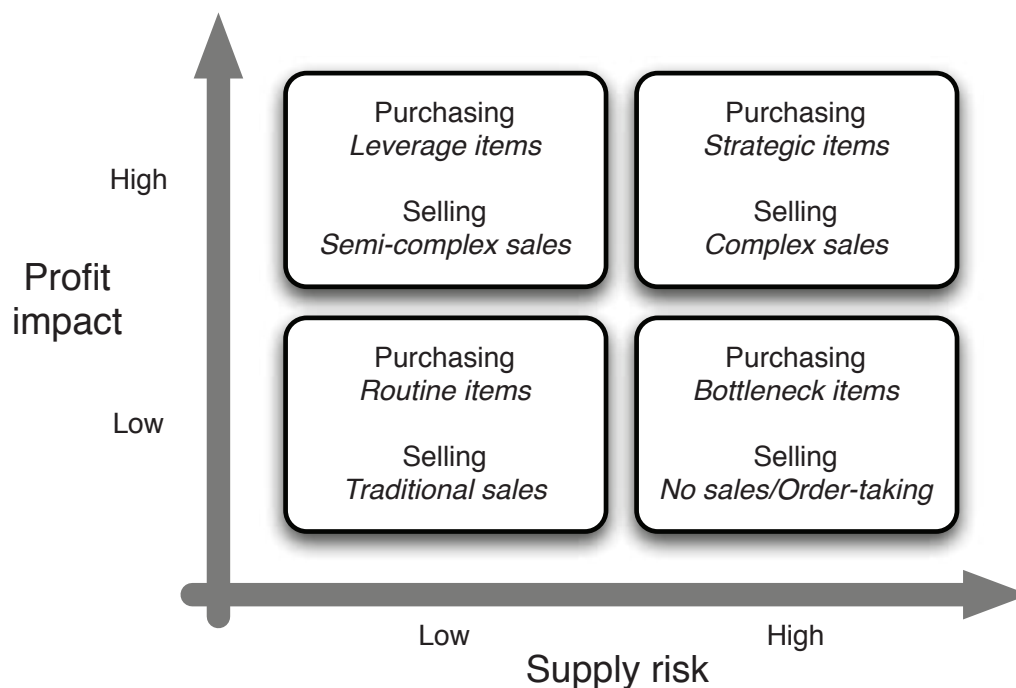 Purchasing
Leverage items
Selling
Semi-complex sales
Purchasing
Strategic items
Selling
Complex sales
High
Profit
impact
Purchasing
Routine items
Selling
Traditional sales
Purchasing
Bottleneck items
Selling
No sales/Order-taking
Low
Low
High
Supply risk